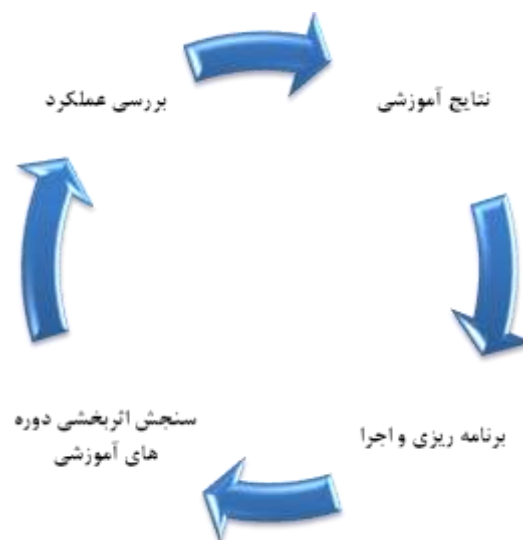 نتایج آموزشی
بررسی عملکرد
برنامه ریزی و اجرا
سنجش اثربخشی دوره
های آموزشی